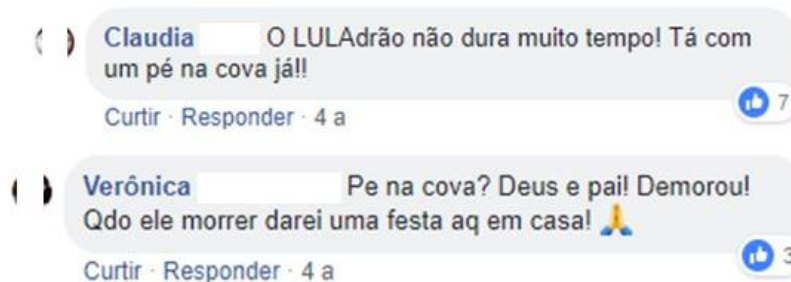 Claudia O LULAdrão não dura muito tempo! Tá com
um pé na cova já!!
7
Curtir · Responder · 4 a
Verônica Pe na cova? Deus e pai! Demorou!
Qdo ele morrer darei uma festa aq em casa! 🙏
3
Curtir · Responder · 4 a